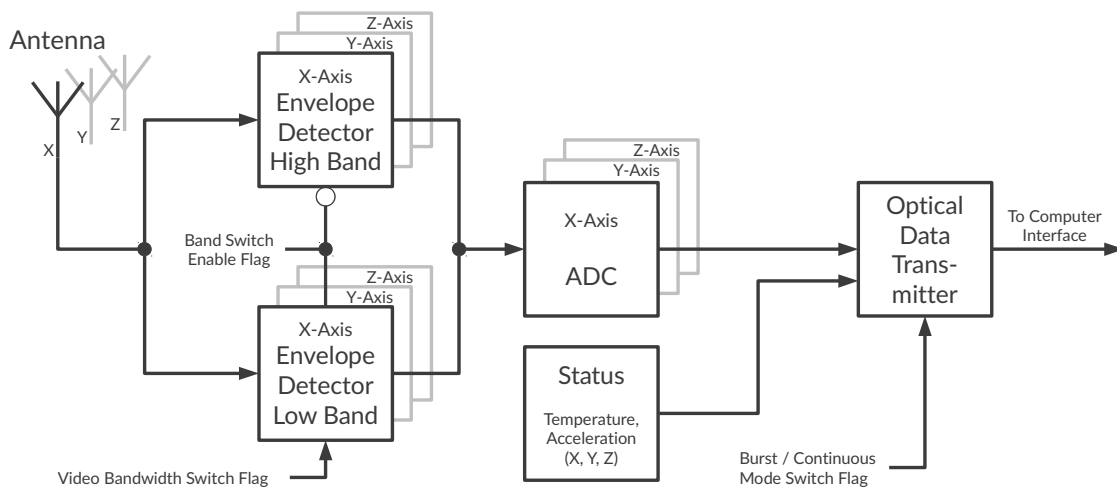 Antenna
X
Y
Z
Z-Axis
Y-Axis
X-Axis
Envelope
Detector
High Band
Band Switch
Enable Flag
Z-Axis
Y-Axis
X-Axis
Envelope
Detector
Low Band
Video Bandwidth Switch Flag
Z-Axis
Y-Axis
X-Axis
ADC
Status
Temperature,
Acceleration
(X, Y, Z)
Optical
Data
Trans-
mitter
To Computer
Interface
Burst / Continuous
Mode Switch Flag